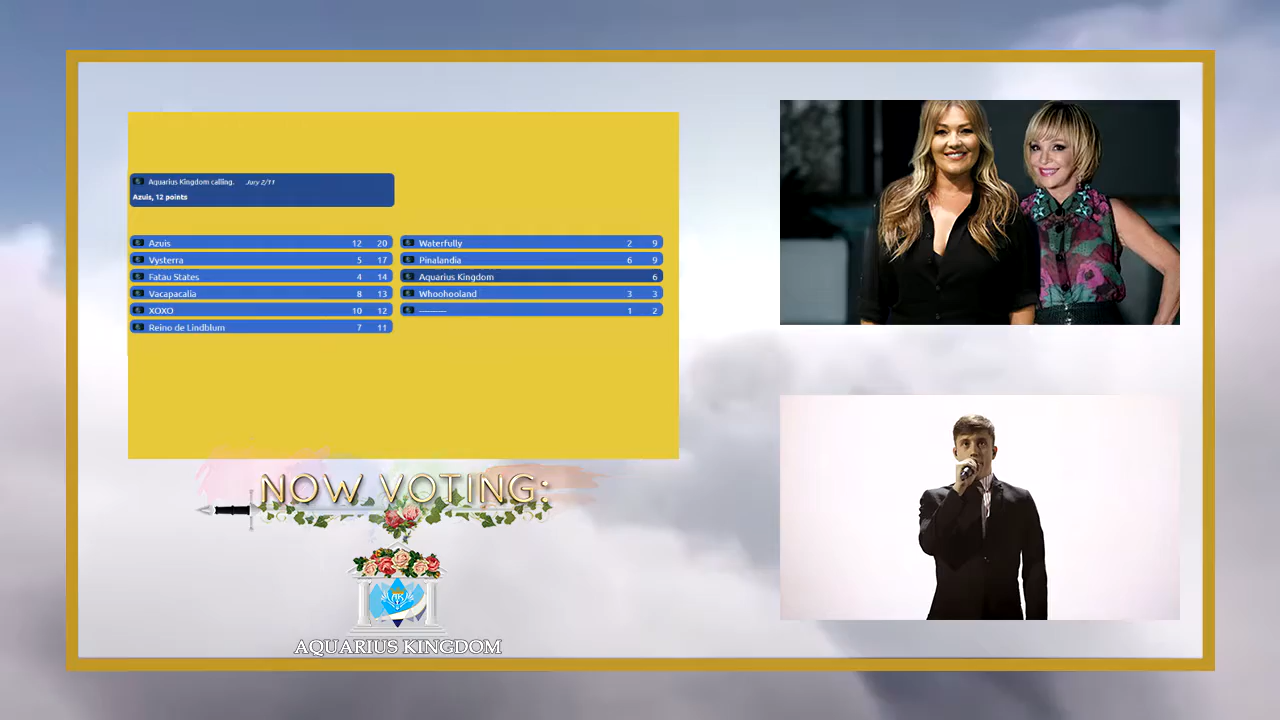 Aquarius Kingdom calling. Jury 2/11
Azuis, 12 points
Azuis 12 20
Vysterra 5 17
Fatau States 4 14
Vacapacalia 8 13
XOXO 10 12
Reino de Lindblum 7 11
Waterfully 2 9
Pinalandia 6 9
Aquarius Kingdom 6
Whoohooland 3 3
——— 1 2
NOW VOTING:
AK
AQUARIUS KINGDOM